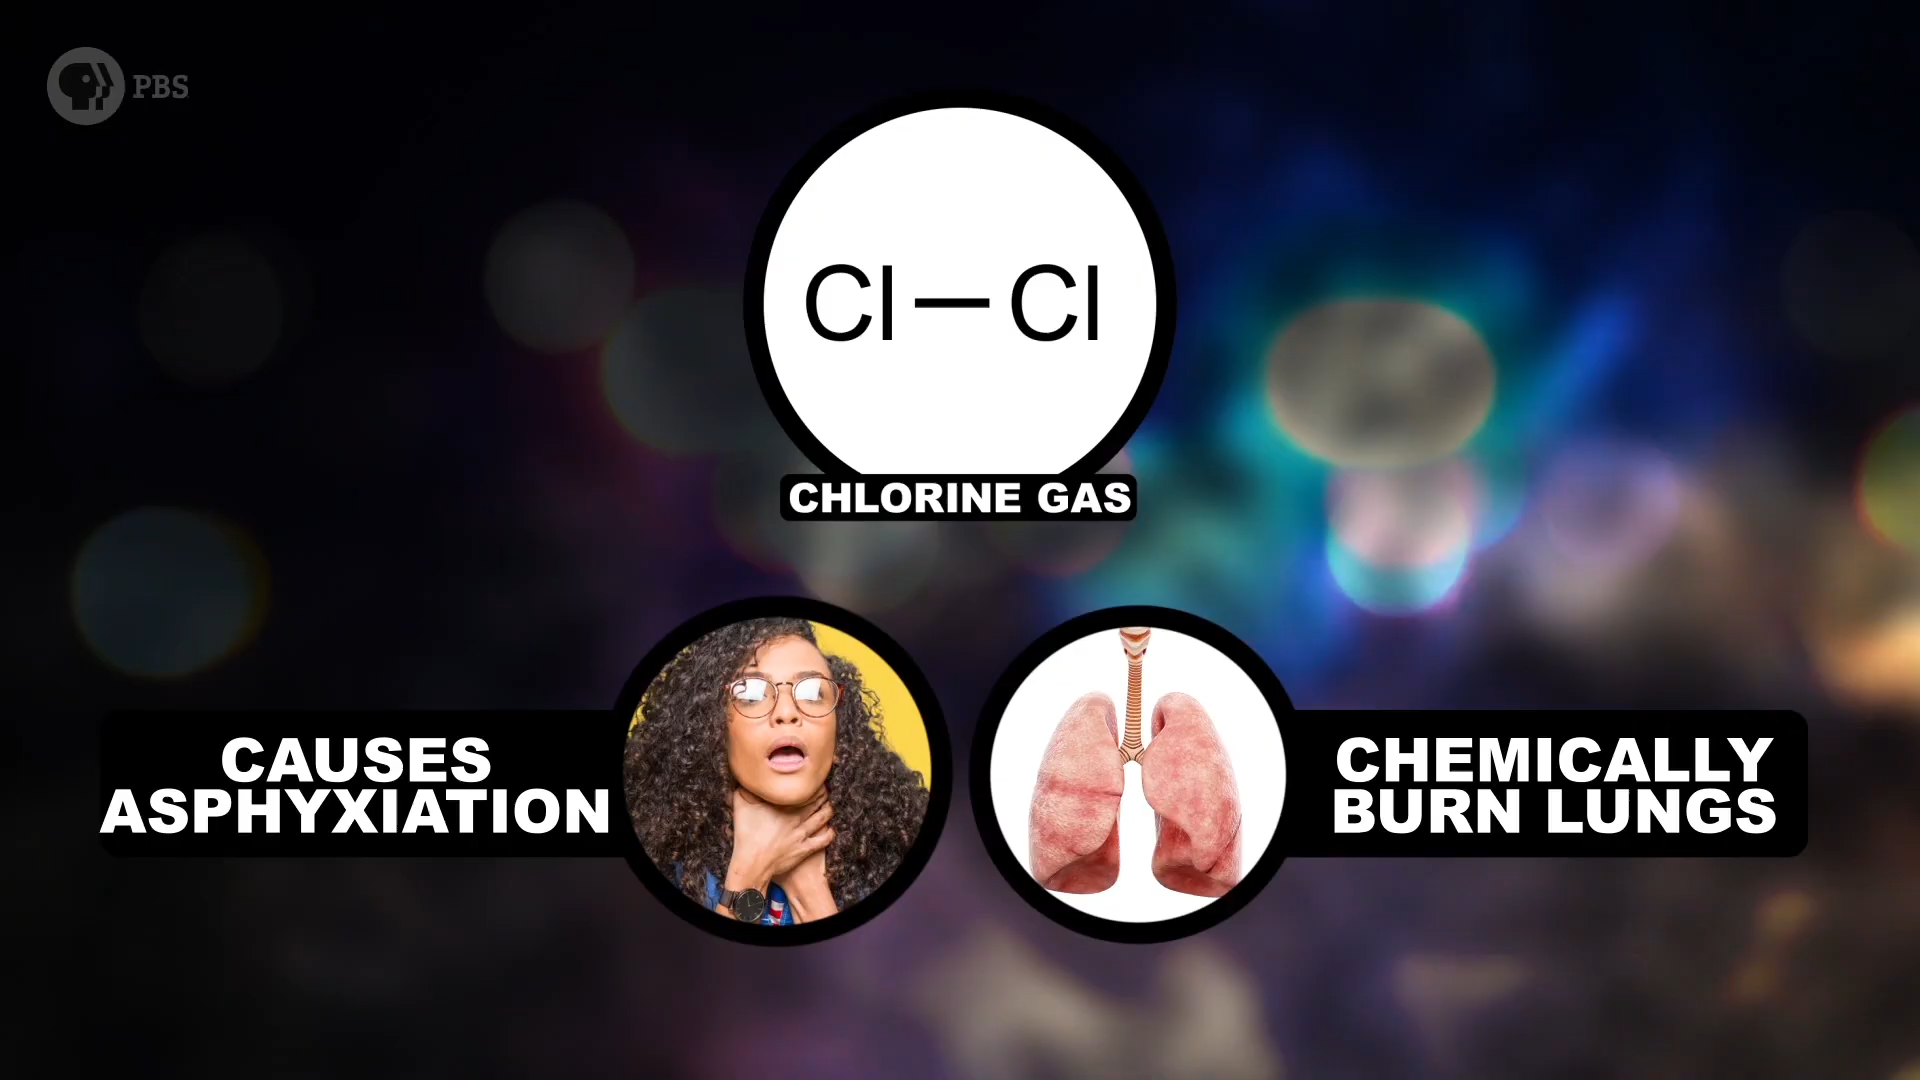 PBS
Cl — Cl
CHLORINE GAS
CAUSES
ASPHYXIATION
CHEMICALLY
BURN LUNGS